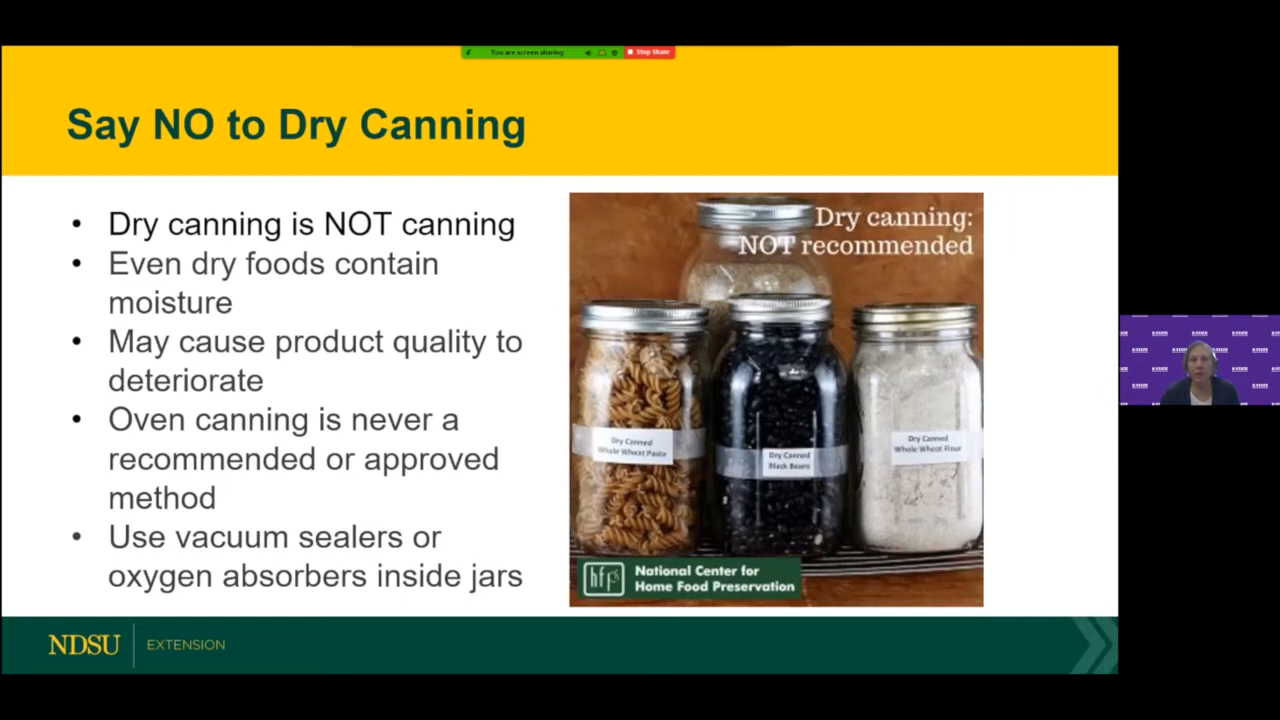 You are screen sharing
Stop Share
Say NO to Dry Canning
• Dry canning is NOT canning
• Even dry foods contain
moisture
• May cause product quality to
deteriorate
• Oven canning is never a
recommended or approved
method
• Use vacuum sealers or
oxygen absorbers inside jars
Dry canning:
NOT recommended
Dry Canned
Whole Wheat Pasta
Dry Canned
Black Beans
Dry Canned
Whole Wheat Flour
National Center for
Home Food Preservation
NDSU
EXTENSION